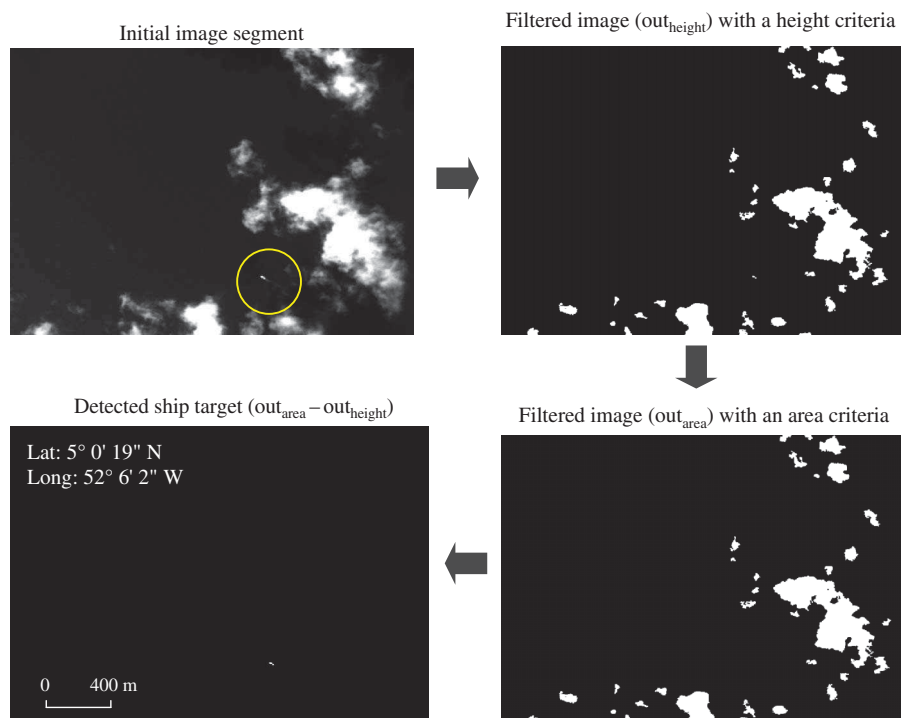 Initial image segment
Filtered image (out_height) with a height criteria
Detected ship target (out_area – out_height)
Filtered image (out_area) with an area criteria
Lat: 5° 0' 19" N
Long: 52° 6' 2" W
0 400 m